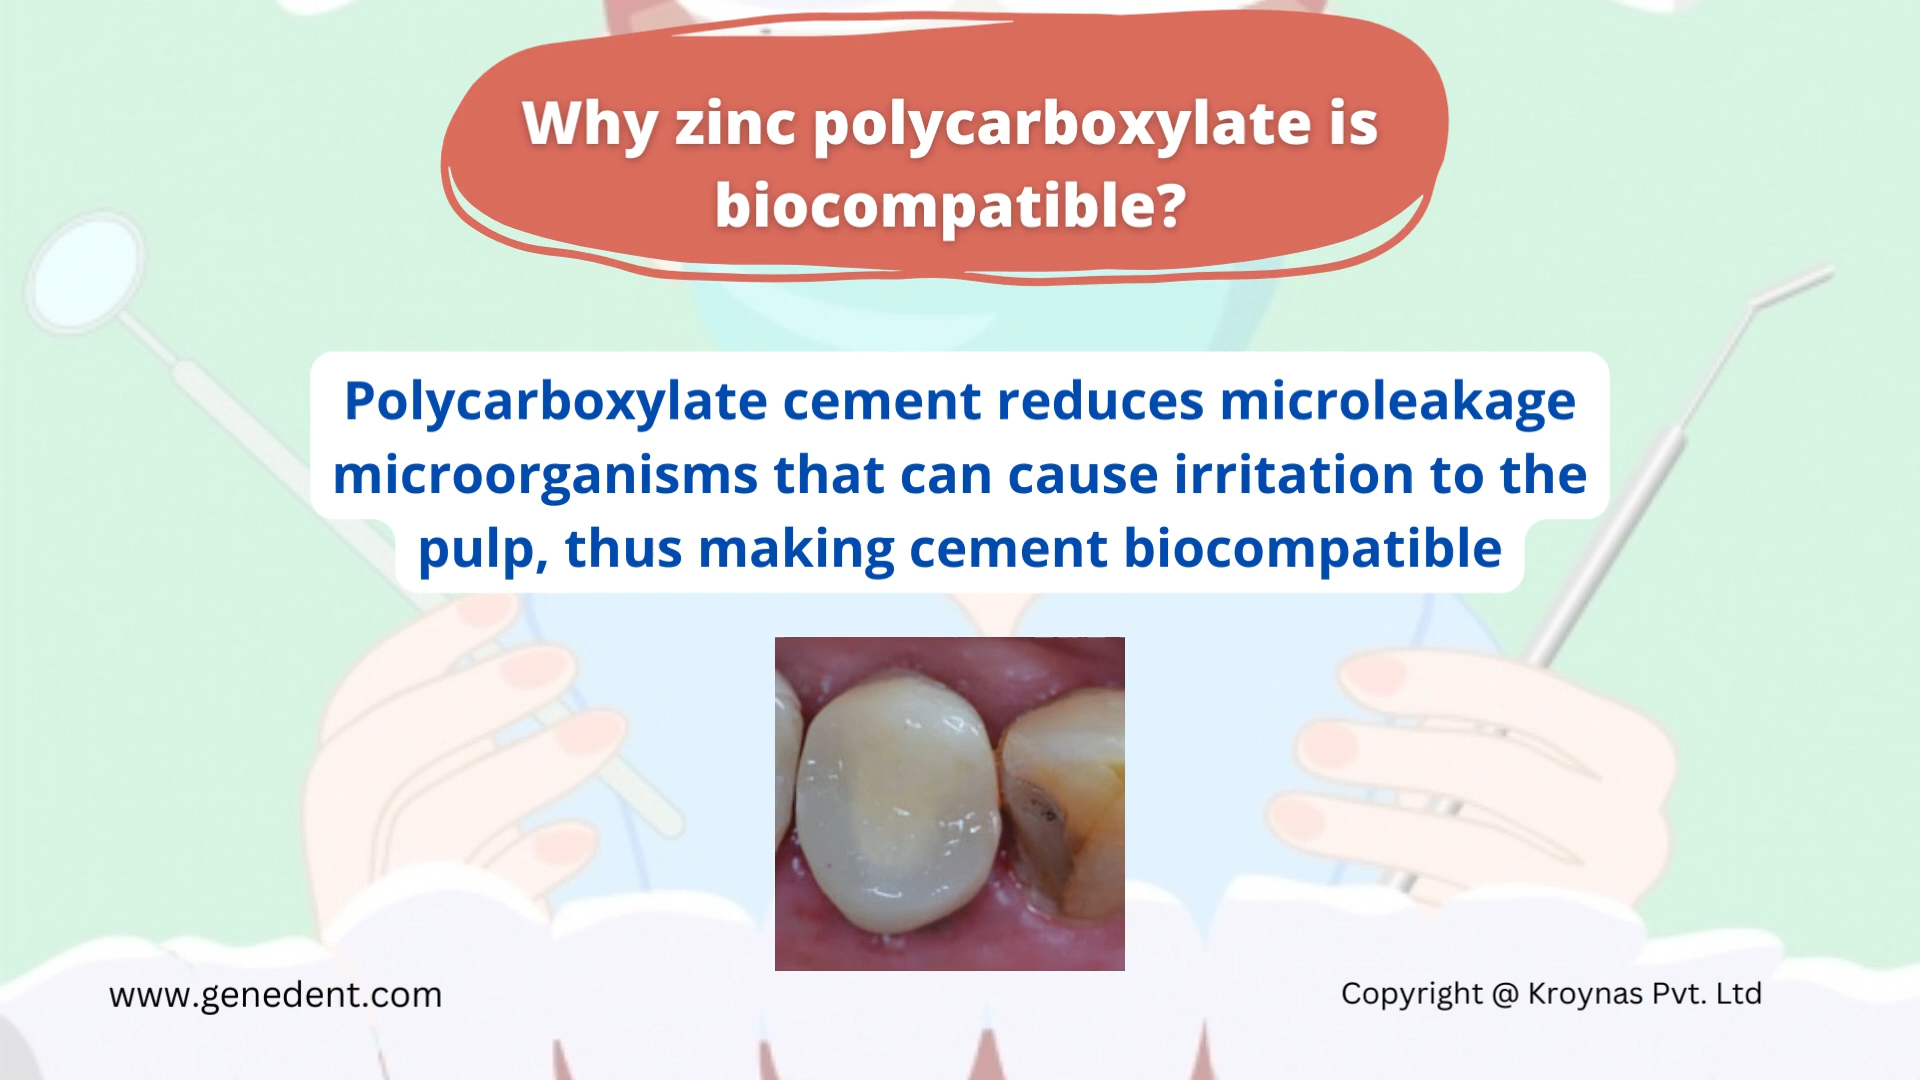 Why zinc polycarboxylate is
biocompatible?
Polycarboxylate cement reduces microleakage
microorganisms that can cause irritation to the
pulp, thus making cement biocompatible
www.genedent.com
Copyright @ Kroynas Pvt. Ltd